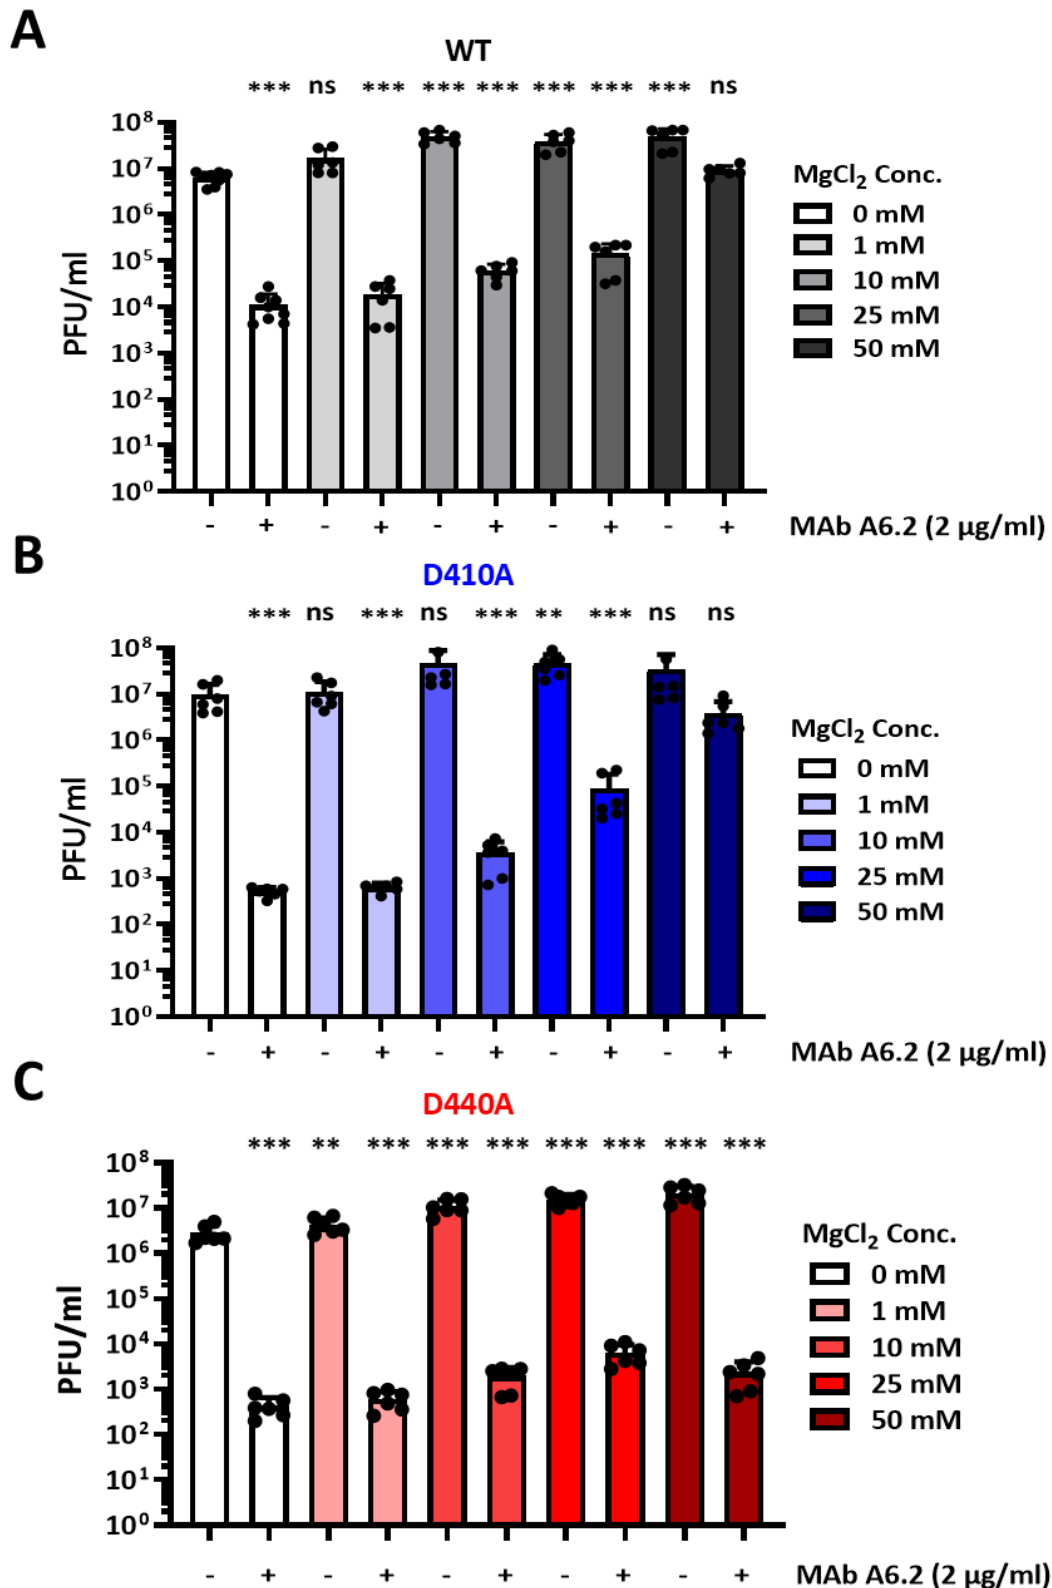 A
WT
*** ns *** *** *** *** *** *** ns
10⁸
10⁷
10⁶
10⁵
10⁴
10³
10²
10¹
10⁰
PFU/ml
MgCl₂ Conc.
0 mM
1 mM
10 mM
25 mM
50 mM
- + - + - + - + - + MAb A6.2 (2 µg/ml)
B
D410A
*** ns *** ns *** ** *** ns ns
10⁸
10⁷
10⁶
10⁵
10⁴
10³
10²
10¹
10⁰
PFU/ml
MgCl₂ Conc.
0 mM
1 mM
10 mM
25 mM
50 mM
- + - + - + - + - + MAb A6.2 (2 µg/ml)
C
D440A
*** ** *** *** *** *** *** *** ***
10⁸
10⁷
10⁶
10⁵
10⁴
10³
10²
10¹
10⁰
PFU/ml
MgCl₂ Conc.
0 mM
1 mM
10 mM
25 mM
50 mM
- + - + - + - + - + MAb A6.2 (2 µg/ml)